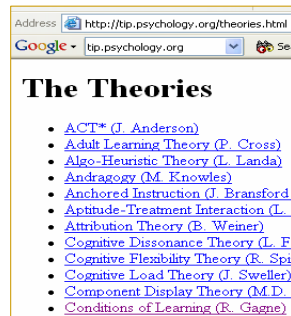 Address http://tip.psychology.org/theories.html
Google tip.psychology.org
The Theories
ACT* (J. Anderson)
Adult Learning Theory (P. Cross)
Algo-Heuristic Theory (L. Landa)
Andragogy (M. Knowles)
Anchored Instruction (J. Bransford
Aptitude-Treatment Interaction (L.
Attribution Theory (B. Weiner)
Cognitive Dissonance Theory (L. F
Cognitive Flexibility Theory (R. Spi
Cognitive Load Theory (J. Sweller)
Component Display Theory (M.D.
Conditions of Learning (R. Gagne)